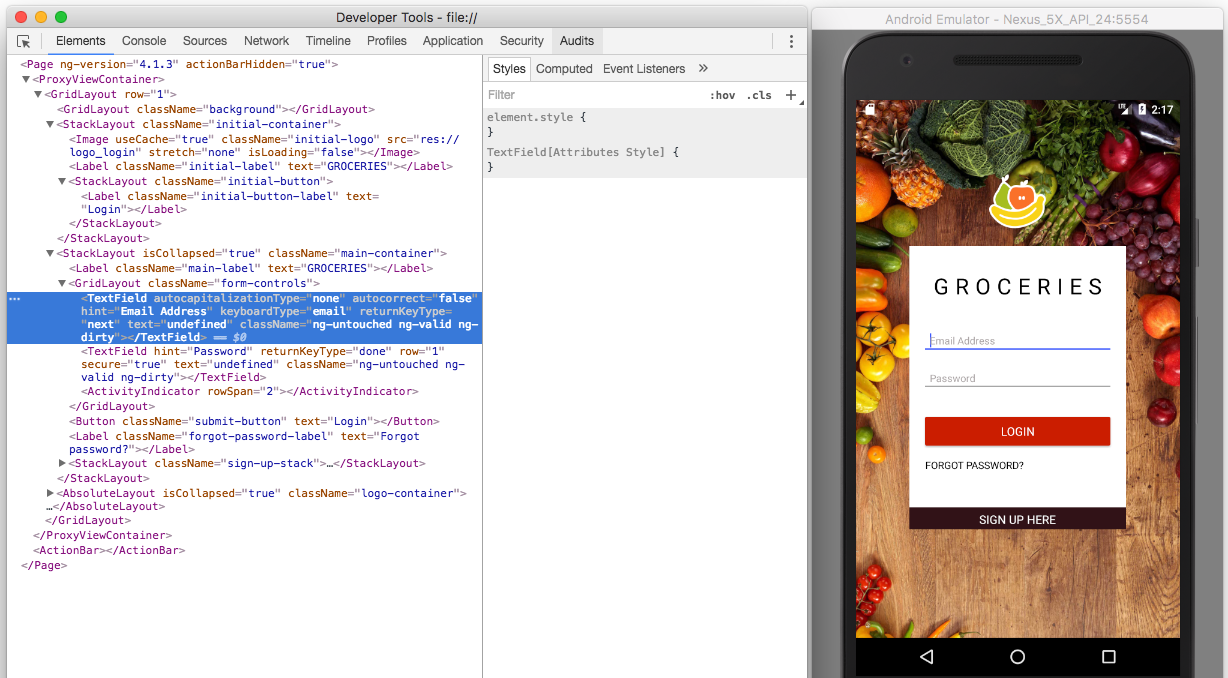 Developer Tools - file://
Elements Console Sources Network Timeline Profiles Application Security Audits
<Page ng-version="4.1.3" actionBarHidden="true">
▼<ProxyViewContainer>
▼<GridLayout row="1">
<GridLayout className="background"></GridLayout>
▼<StackLayout className="initial-container">
<Image useCache="true" className="initial-logo" src="res://
logo_login" stretch="none" isLoading="false"></Image>
<Label className="initial-label" text="GROCERIES"></Label>
▼<StackLayout className="initial-button">
<Label className="initial-button-label" text=
"Login"></Label>
</StackLayout>
</StackLayout>
▼<StackLayout isCollapsed="true" className="main-container">
<Label className="main-label" text="GROCERIES"></Label>
▼<GridLayout className="form-controls">
<TextField autocapitalizationType="none" autocorrect="false"
hint="Email Address" keyboardType="email" returnKeyType=
"next" text="undefined" className="ng-untouched ng-valid ng-
dirty"></TextField> == $0
<TextField hint="Password" returnKeyType="done" row="1"
secure="true" text="undefined" className="ng-untouched ng-
valid ng-dirty"></TextField>
<ActivityIndicator rowSpan="2"></ActivityIndicator>
</GridLayout>
<Button className="submit-button" text="Login"></Button>
<Label className="forgot-password-label" text="Forgot
password?"></Label>
▶<StackLayout className="sign-up-stack">…</StackLayout>
</StackLayout>
▶<AbsoluteLayout isCollapsed="true" className="logo-container">
…</AbsoluteLayout>
</GridLayout>
</ProxyViewContainer>
<ActionBar></ActionBar>
</Page>
Styles Computed Event Listeners »
Filter :hov .cls +
element.style {
}
TextField[Attributes Style] {
}
Android Emulator - Nexus_5X_API_24:5554
LTE 2:17
GROCERIES
Email Address
Password
LOGIN
FORGOT PASSWORD?
SIGN UP HERE